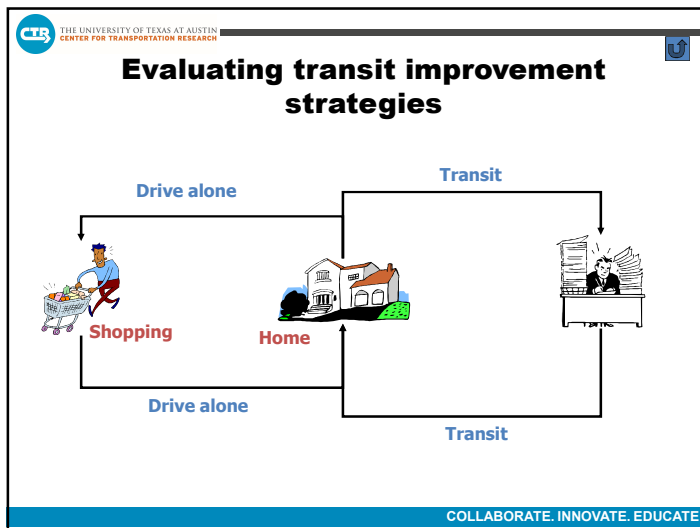 CTR
THE UNIVERSITY OF TEXAS AT AUSTIN
CENTER FOR TRANSPORTATION RESEARCH
Evaluating transit improvement
strategies
Drive alone
Transit
Shopping
Home
Drive alone
Transit
COLLABORATE. INNOVATE. EDUCATE